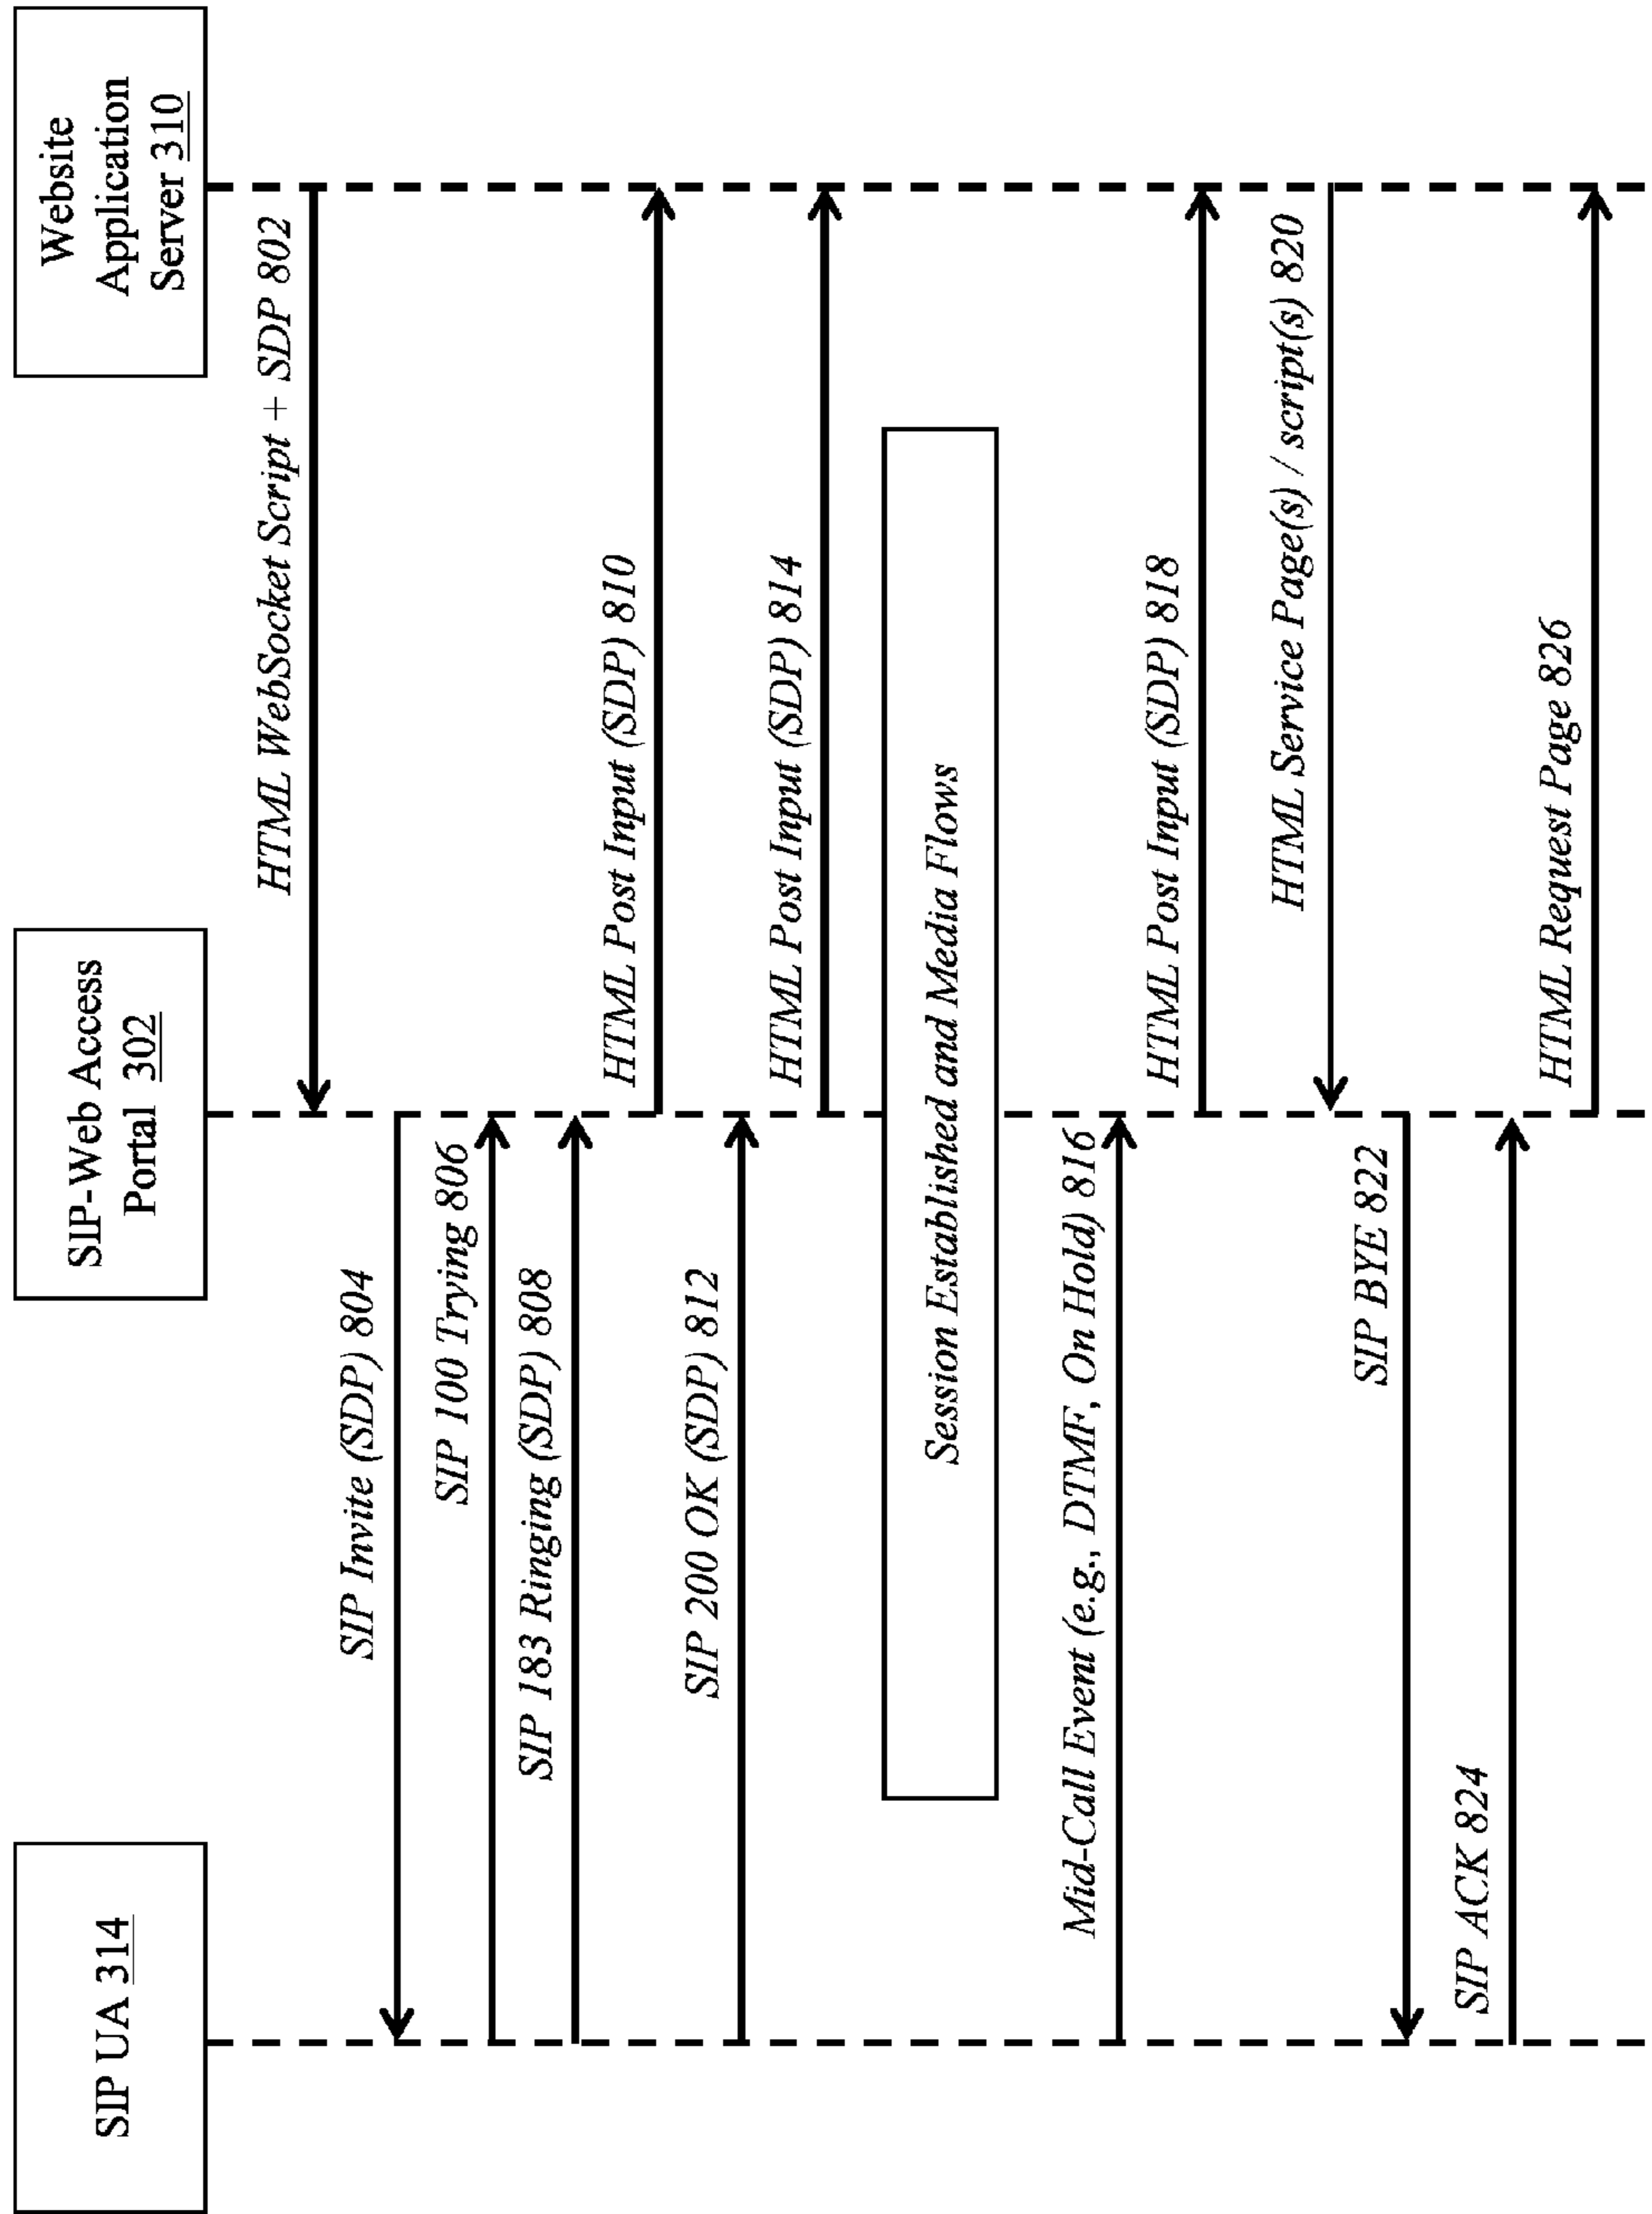 SIP UA 314
SIP-Web Access
Portal 302
Website
Application
Server 310
HTML WebSocket Script + SDP 802
SIP Invite (SDP) 804
SIP 100 Trying 806
SIP 183 Ringing (SDP) 808
HTML Post Input (SDP) 810
SIP 200 OK (SDP) 812
HTML Post Input (SDP) 814
Session Established and Media Flows
Mid-Call Event (e.g., DTMF, On Hold) 816
HTML Post Input (SDP) 818
HTML Service Page(s) / script(s) 820
SIP BYE 822
SIP ACK 824
HTML Request Page 826